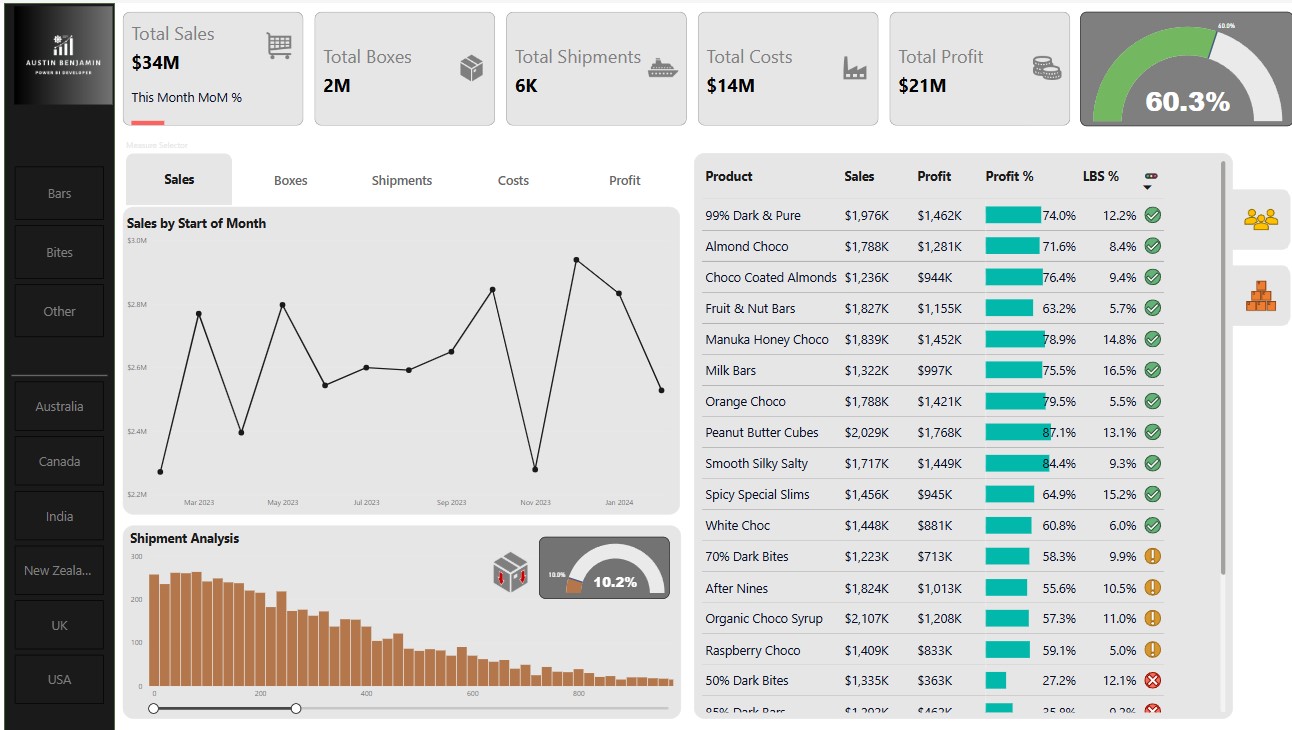 AUSTIN BENJAMIN
POWER BI DEVELOPER
Total Sales
$34M
This Month MoM %
Total Boxes
2M
Total Shipments
6K
Total Costs
$14M
Total Profit
$21M
60.0%
60.3%
Measure Selector
Bars
Bites
Other
Australia
Canada
India
New Zeala...
UK
USA
Sales Boxes Shipments Costs Profit
Sales by Start of Month
$3.0M
$2.8M
$2.6M
$2.4M
$2.2M
Mar 2023 May 2023 Jul 2023 Sep 2023 Nov 2023 Jan 2024
Shipment Analysis
10.0%
10.2%
300
200
100
0
0 200 400 600 800
Product Sales Profit Profit % LBS %
99% Dark & Pure $1,976K $1,462K 74.0% 12.2%
Almond Choco $1,788K $1,281K 71.6% 8.4%
Choco Coated Almonds $1,236K $944K 76.4% 9.4%
Fruit & Nut Bars $1,827K $1,155K 63.2% 5.7%
Manuka Honey Choco $1,839K $1,452K 78.9% 14.8%
Milk Bars $1,322K $997K 75.5% 16.5%
Orange Choco $1,788K $1,421K 79.5% 5.5%
Peanut Butter Cubes $2,029K $1,768K 87.1% 13.1%
Smooth Silky Salty $1,717K $1,449K 84.4% 9.3%
Spicy Special Slims $1,456K $945K 64.9% 15.2%
White Choc $1,448K $881K 60.8% 6.0%
70% Dark Bites $1,223K $713K 58.3% 9.9%
After Nines $1,824K $1,013K 55.6% 10.5%
Organic Choco Syrup $2,107K $1,208K 57.3% 11.0%
Raspberry Choco $1,409K $833K 59.1% 5.0%
50% Dark Bites $1,335K $363K 27.2% 12.1%
85% Dark Bars